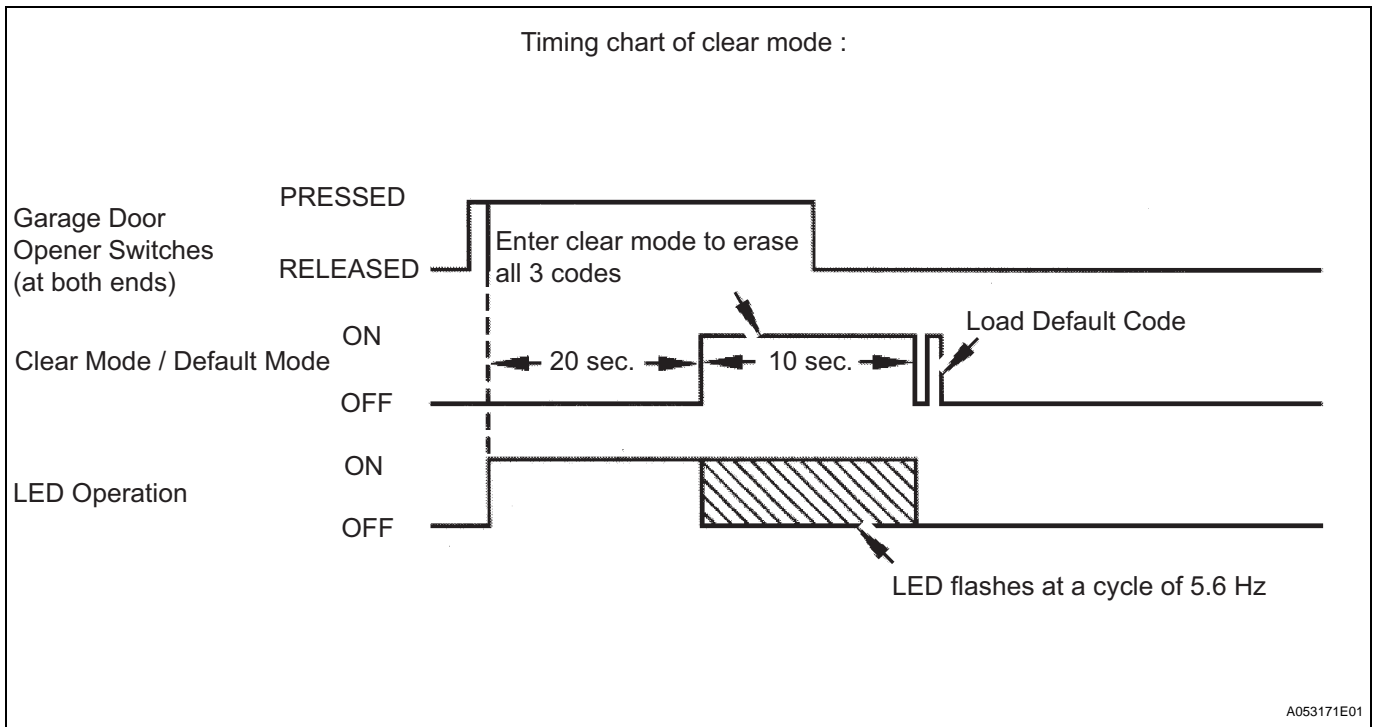 Timing chart of clear mode :
PRESSED
Garage Door
Opener Switches
(at both ends)
RELEASED
Enter clear mode to erase
all 3 codes
ON
Load Default Code
Clear Mode / Default Mode
20 sec.
10 sec.
OFF
ON
LED Operation
OFF
LED flashes at a cycle of 5.6 Hz
A053171E01